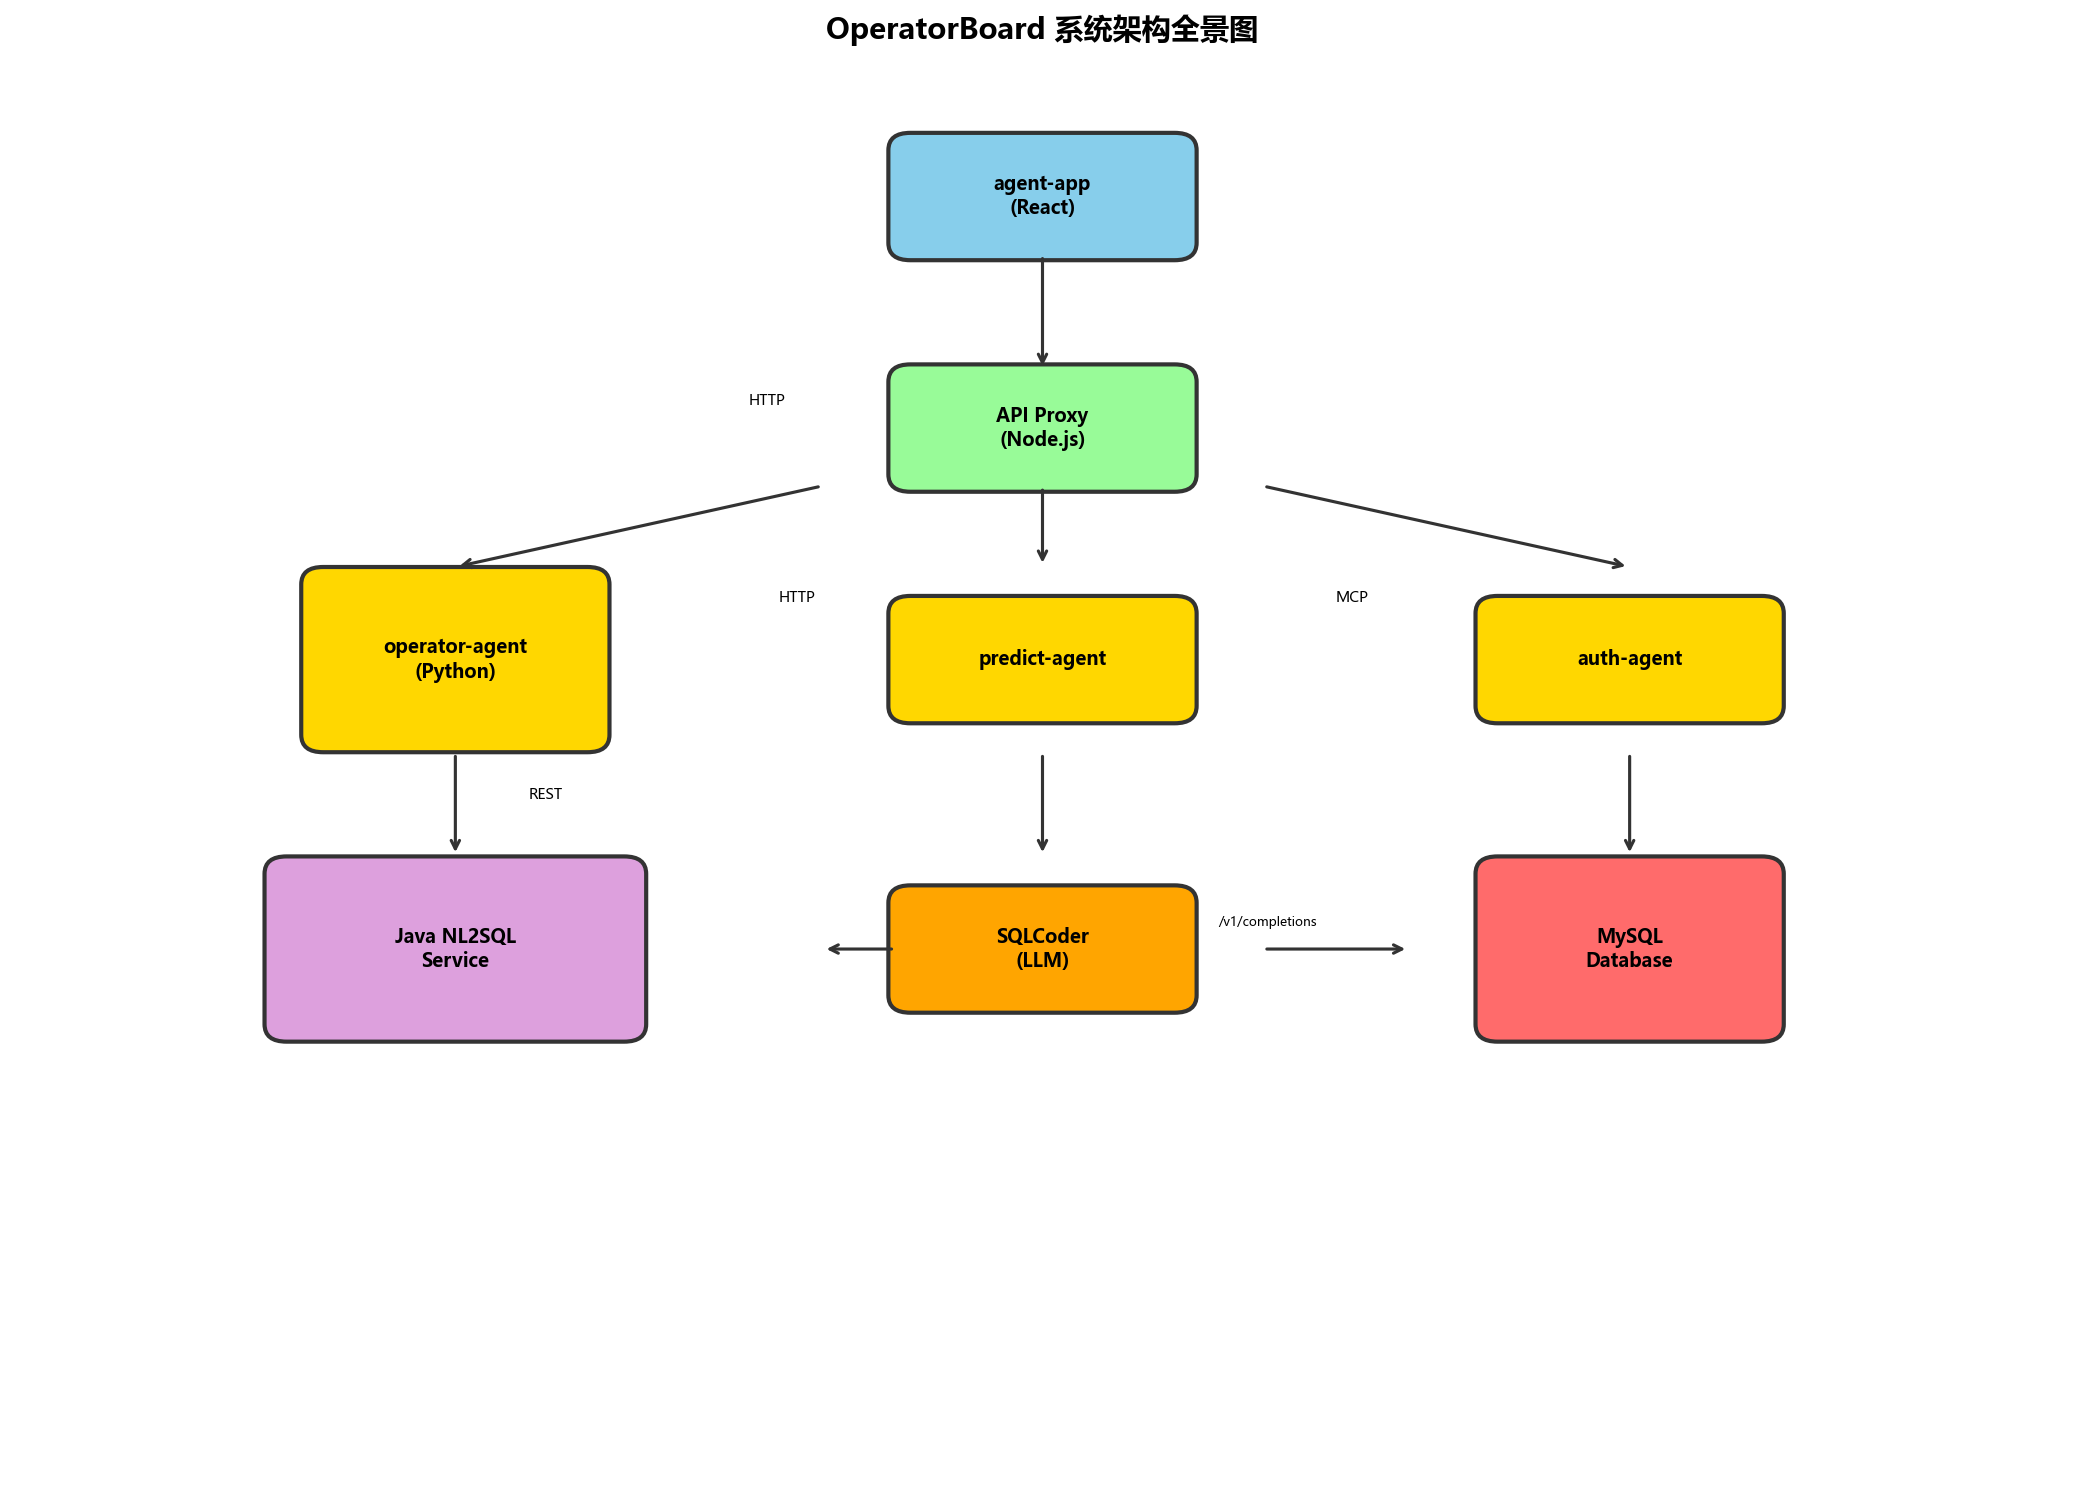 OperatorBoard 系统架构全景图
agent-app
(React)
HTTP
API Proxy
(Node.js)
HTTP
MCP
operator-agent
(Python)
predict-agent
auth-agent
REST
Java NL2SQL
Service
SQLCoder
(LLM)
/v1/completions
MySQL
Database